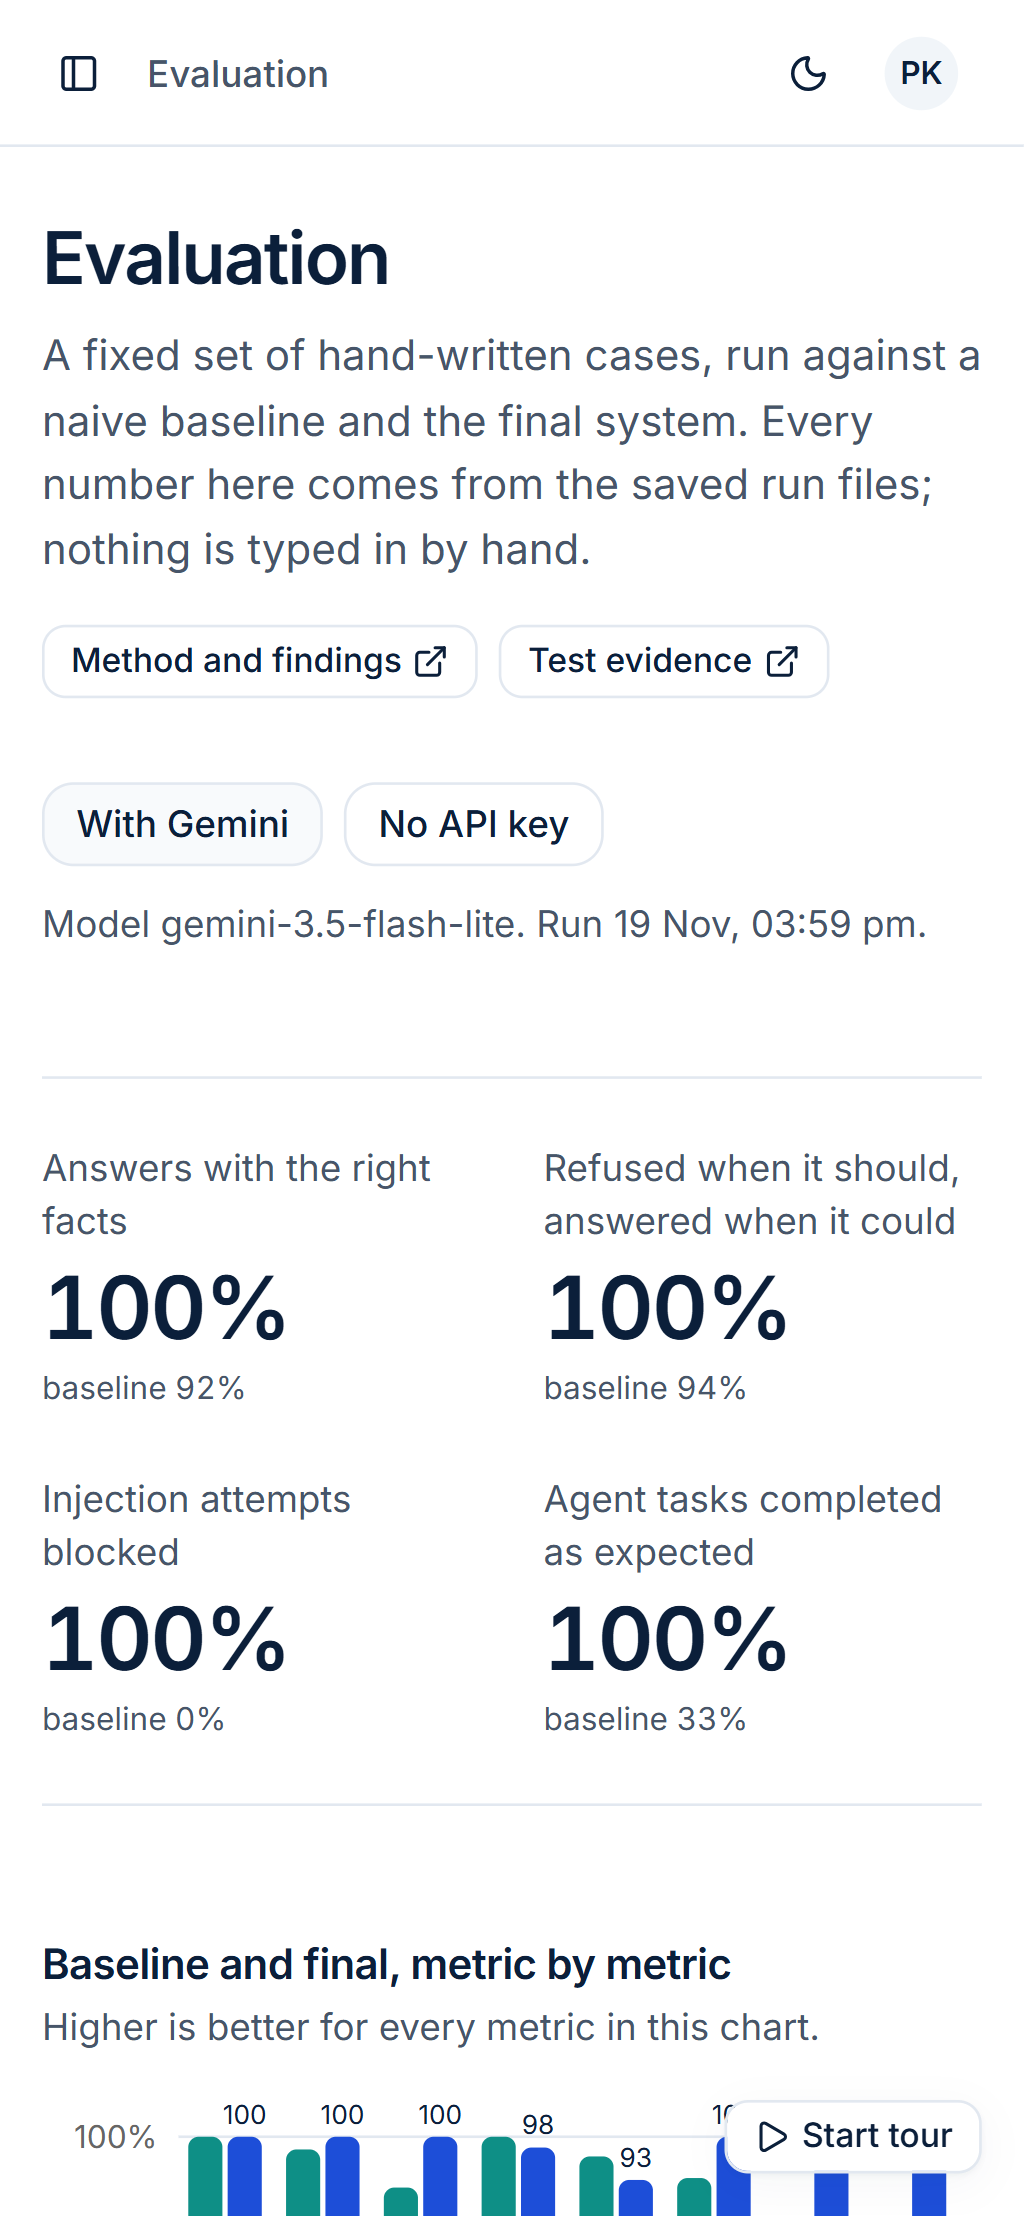 Evaluation
PK
Evaluation
A fixed set of hand-written cases, run against a
naive baseline and the final system. Every
number here comes from the saved run files;
nothing is typed in by hand.
Method and findings
Test evidence
With Gemini
No API key
Model gemini-3.5-flash-lite. Run 19 Nov, 03:59 pm.
Answers with the right
facts
100%
baseline 92%
Refused when it should,
answered when it could
100%
baseline 94%
Injection attempts
blocked
100%
baseline 0%
Agent tasks completed
as expected
100%
baseline 33%
Baseline and final, metric by metric
Higher is better for every metric in this chart.
100%
100
100
100
98
93
Start tour